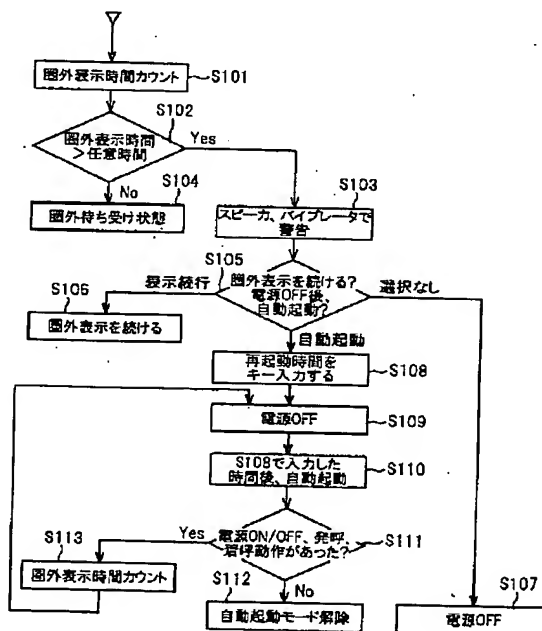 圏外表示時間カウント
S101
S102
圏外表示時間
>任意時間
Yes
No
S104
圏外待ち受け状態
S103
スピーカ、バイブレータで
警告
S105
圏外表示を続ける?
電源OFF後、
自動起動?
表示続行
選択なし
S106
圏外表示を続ける
自動起動
再起動時間を
キー入力する
S108
電源OFF
S109
S108で入力した
時間後、自動起動
S110
電源ON/OFF、発呼、
着呼動作があった?
S111
Yes
S113
圏外表示時間カウント
No
S112
自動起動モード解除
S107
電源OFF